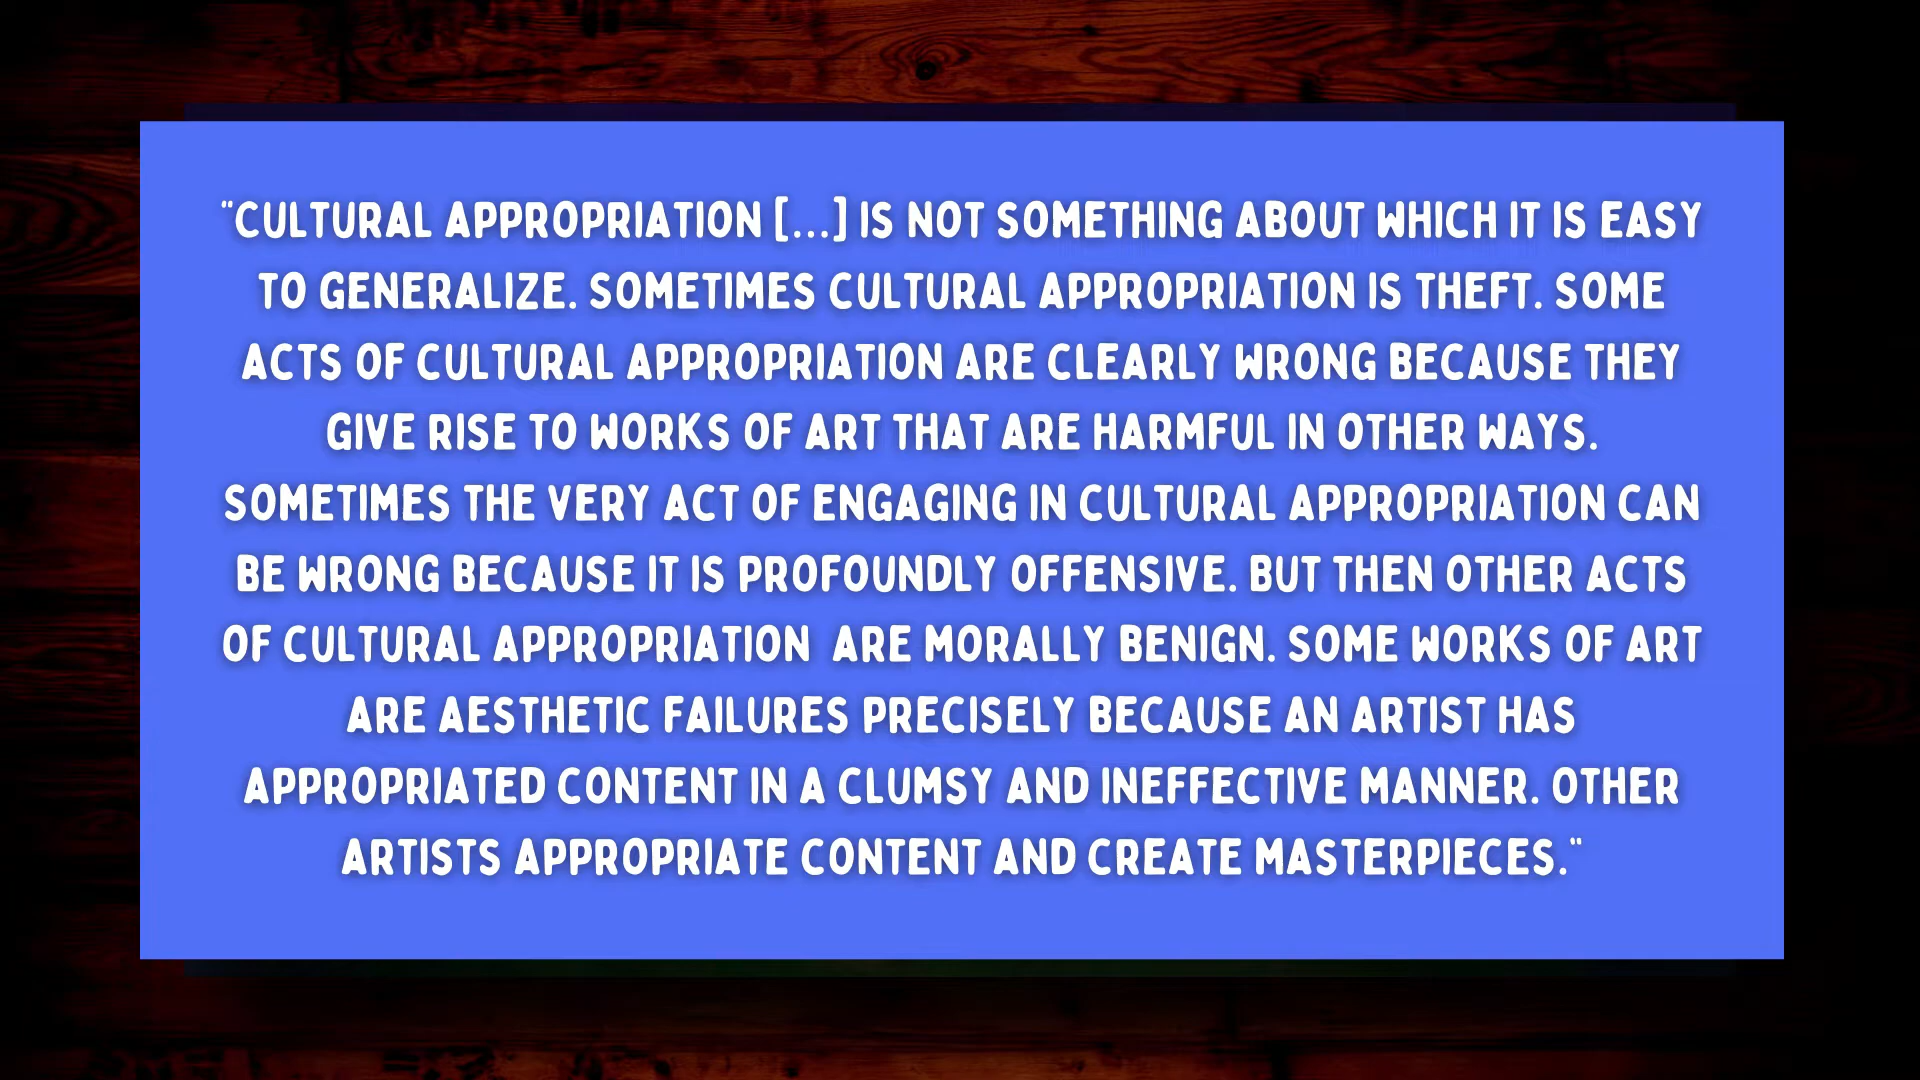 "CULTURAL APPROPRIATION [...] IS NOT SOMETHING ABOUT WHICH IT IS EASY
TO GENERALIZE. SOMETIMES CULTURAL APPROPRIATION IS THEFT. SOME
ACTS OF CULTURAL APPROPRIATION ARE CLEARLY WRONG BECAUSE THEY
GIVE RISE TO WORKS OF ART THAT ARE HARMFUL IN OTHER WAYS.
SOMETIMES THE VERY ACT OF ENGAGING IN CULTURAL APPROPRIATION CAN
BE WRONG BECAUSE IT IS PROFOUNDLY OFFENSIVE. BUT THEN OTHER ACTS
OF CULTURAL APPROPRIATION ARE MORALLY BENIGN. SOME WORKS OF ART
ARE AESTHETIC FAILURES PRECISELY BECAUSE AN ARTIST HAS
APPROPRIATED CONTENT IN A CLUMSY AND INEFFECTIVE MANNER. OTHER
ARTISTS APPROPRIATE CONTENT AND CREATE MASTERPIECES."